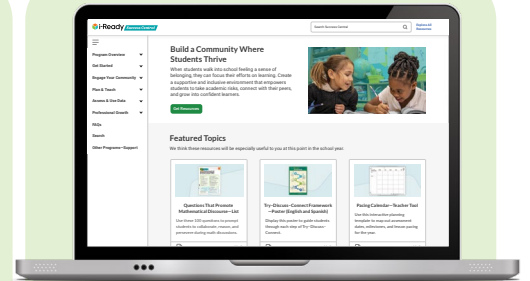 i-Ready Success Central
Search Success Central
Explore All
Resources
Program Overview
Get Started
Engage Your Community
Plan & Teach
Access & Use Data
Professional Growth
FAQs
Search
Other Programs—Support
Build a Community Where
Students Thrive
When students walk into school feeling a sense of
belonging, they can focus their efforts on learning. Create
a supportive and inclusive environment that empowers
students to take academic risks, connect with their peers,
and grow into confident learners.
Get Resources
Featured Topics
We think these resources will be especially useful to you at this point in the school year.
Questions That Promote
Mathematical Discourse—List
Use these 100 questions to prompt
students to collaborate, reason, and
persevere during math discussions.
Try–Discuss–Connect Framework
—Poster (English and Spanish)
Display this poster to guide students
through each step of Try–Discuss–
Connect.
Pacing Calendar—Teacher Tool
Use this interactive planning
template to map out assessment
dates, milestones, and lesson pacing
for the year.